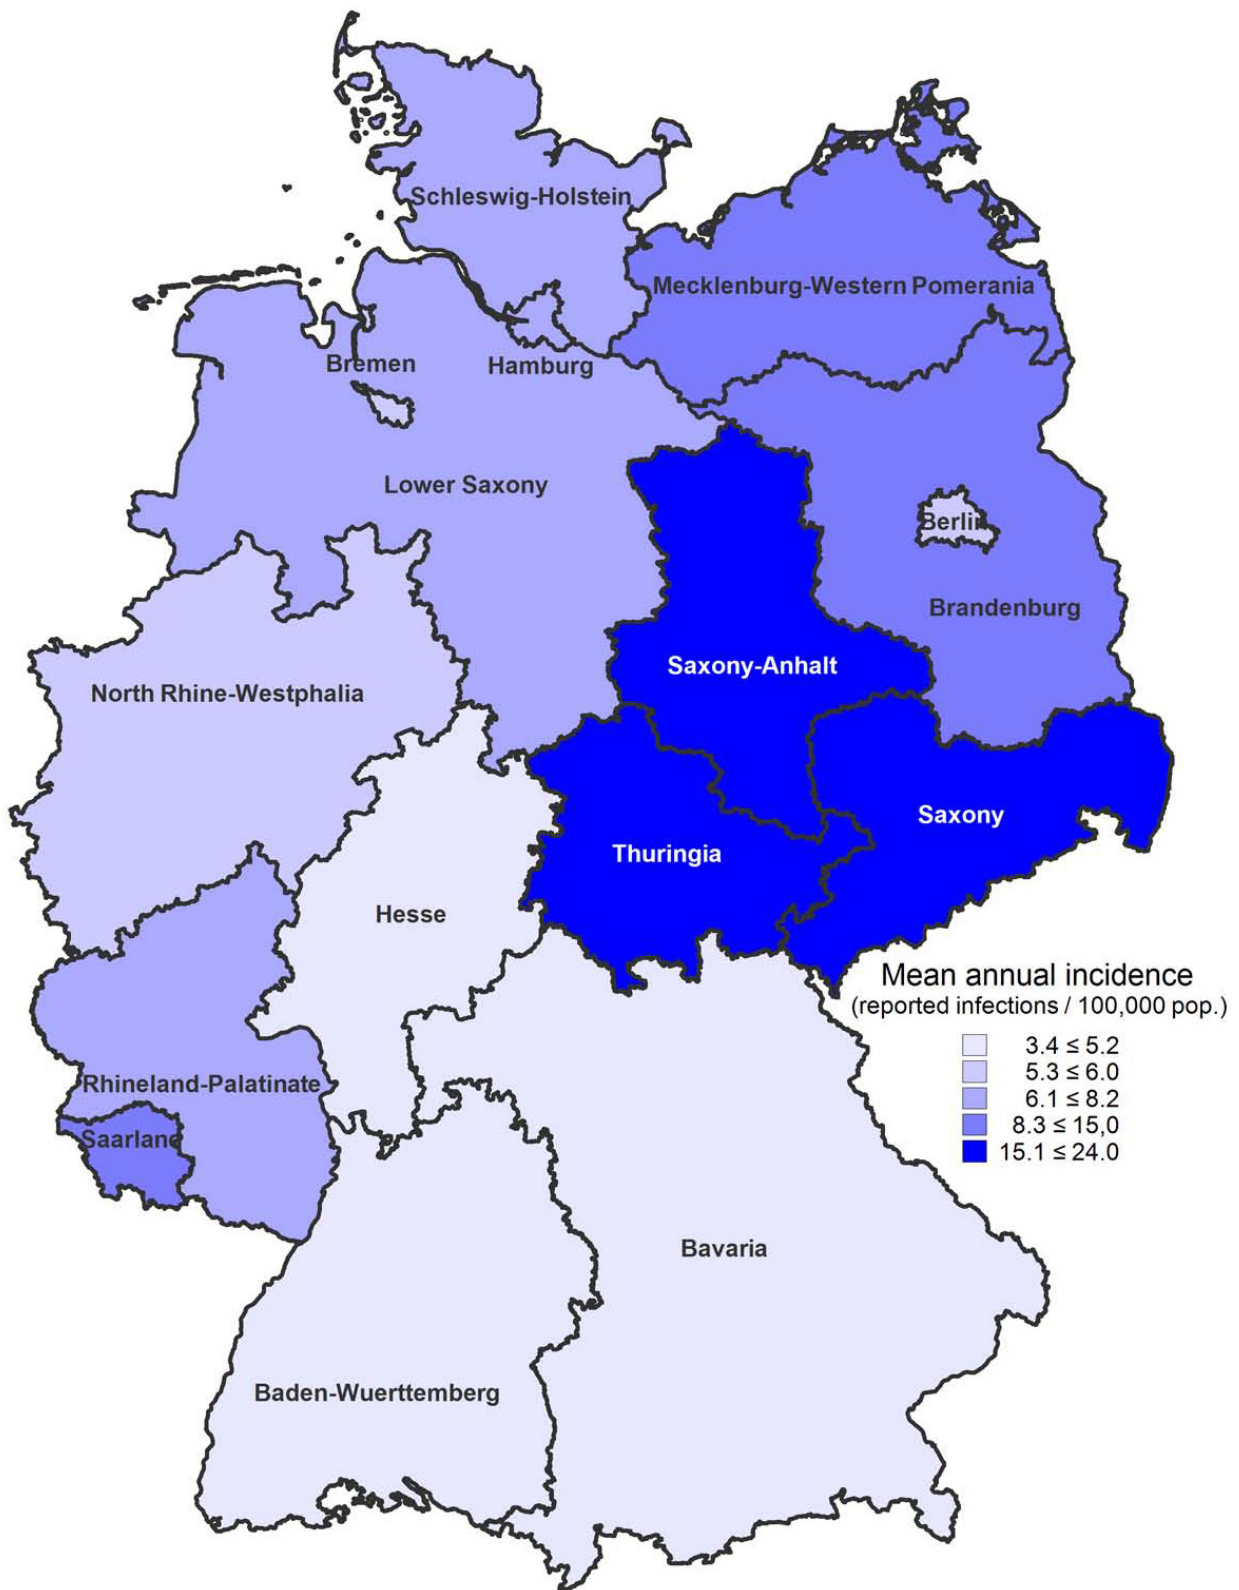 Schleswig-Holstein
Mecklenburg-Western Pomerania
Bremen
Hamburg
Lower Saxony
Berlin
Brandenburg
Saxony-Anhalt
North Rhine-Westphalia
Saxony
Thuringia
Hesse
Mean annual incidence
(reported infections / 100,000 pop.)
3.4 ≤ 5.2
5.3 ≤ 6.0
6.1 ≤ 8.2
8.3 ≤ 15,0
15.1 ≤ 24.0
Rhineland-Palatinate
Saarland
Bavaria
Baden-Wuerttemberg